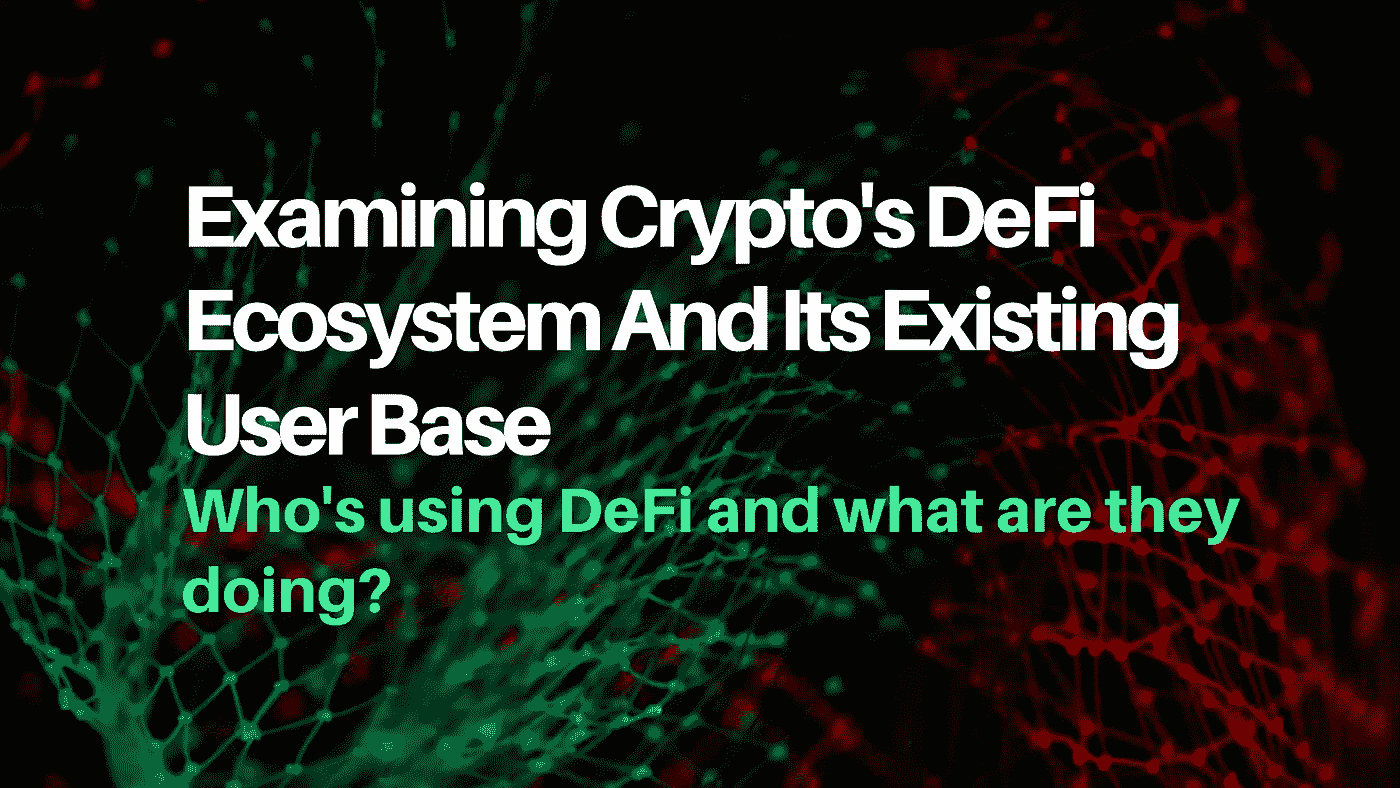 Examining Crypto's DeFi
Ecosystem And Its Existing
User Base
Who's using DeFi and what are they
doing?